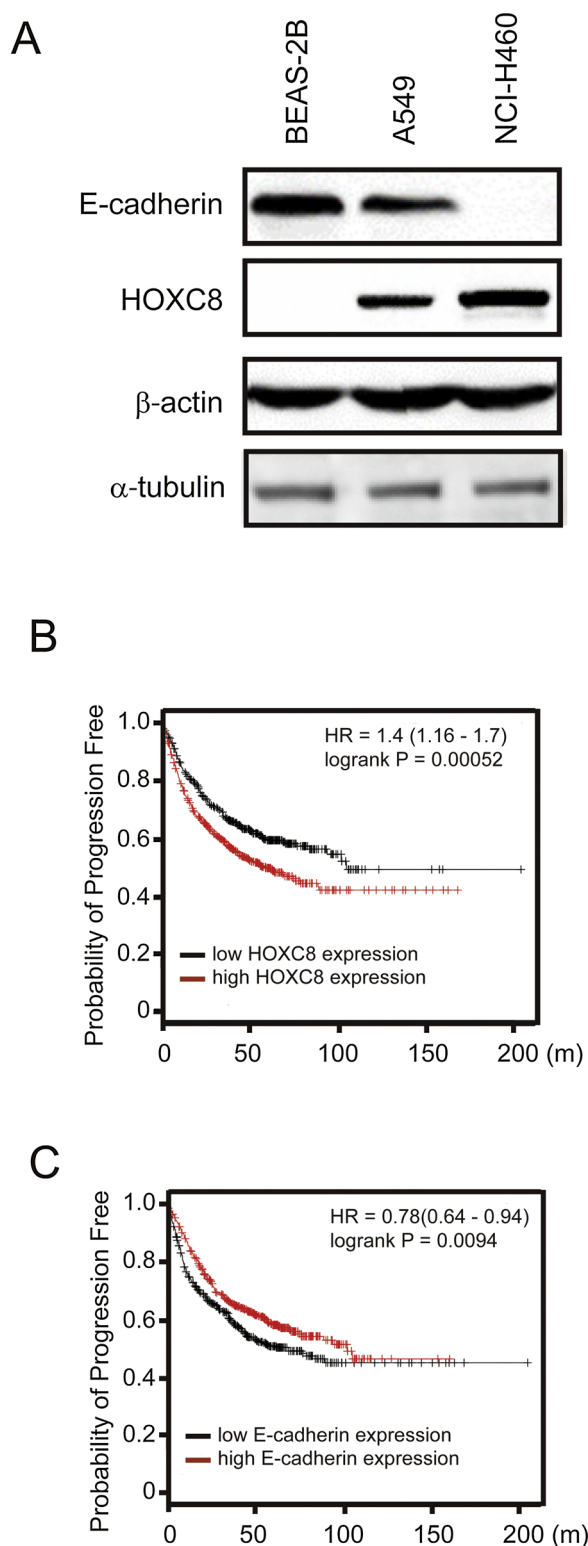 A
BEAS-2B
A549
NCI-H460
E-cadherin
HOXC8
β-actin
α-tubulin
B
Probability of Progression Free
1.0
0.8
0.6
0.4
0.2
0
HR = 1.4 (1.16 - 1.7)
logrank P = 0.00052
low HOXC8 expression
high HOXC8 expression
0 50 100 150 200 (m)
C
Probability of Progression Free
1.0
0.8
0.6
0.4
0.2
0
HR = 0.78(0.64 - 0.94)
logrank P = 0.0094
low E-cadherin expression
high E-cadherin expression
0 50 100 150 200 (m)